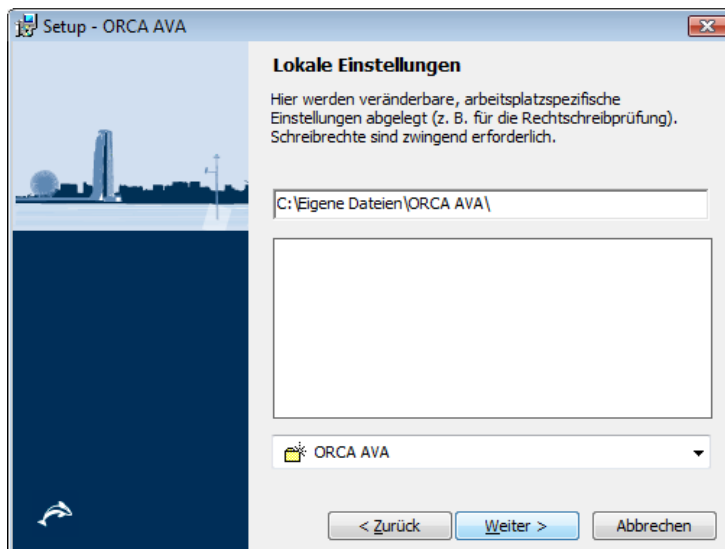 Setup - ORCA AVA
Lokale Einstellungen
Hier werden veränderbare, arbeitsplatzspezifische
Einstellungen abgelegt (z. B. für die Rechtschreibprüfung).
Schreibrechte sind zwingend erforderlich.
C:\Eigene Dateien\ORCA AVA\
ORCA AVA
< Zurück
Weiter >
Abbrechen